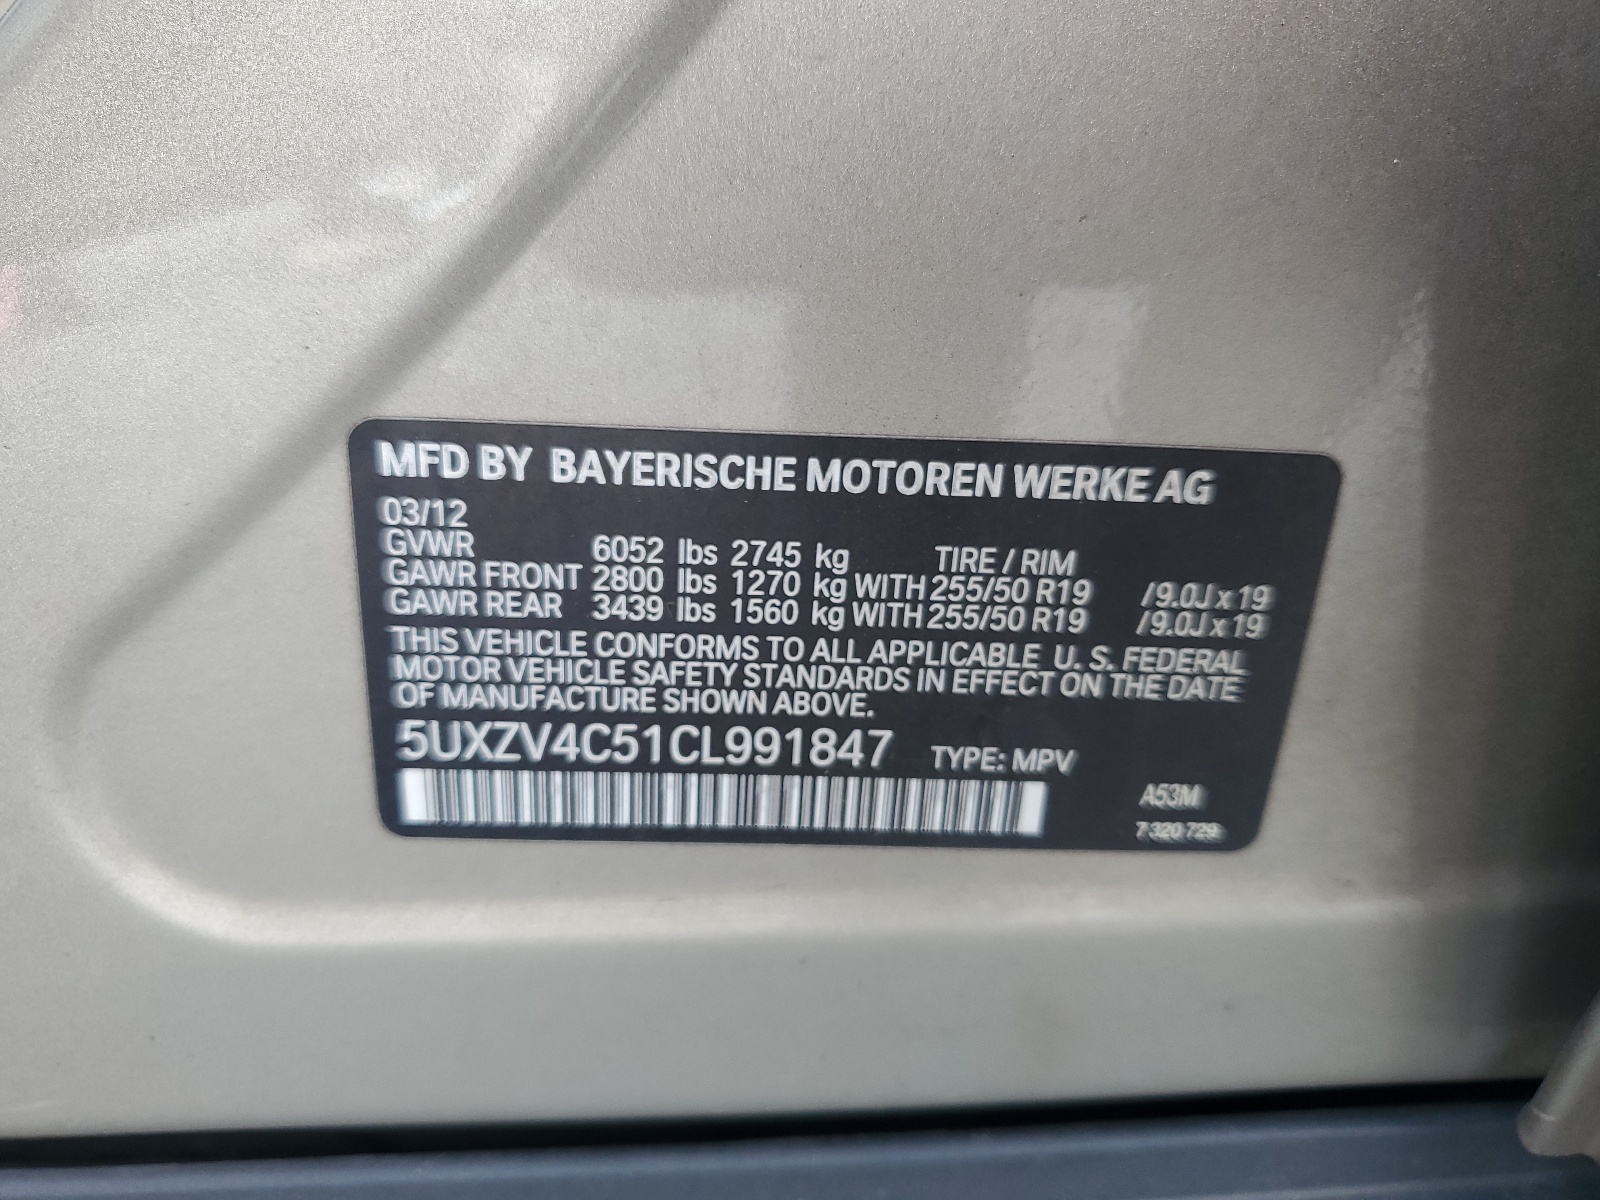 MFD BY BAYERISCHE MOTOREN WERKE AG
03/12
GVWR 6052 lbs 2745 kg TIRE / RIM
GAWR FRONT 2800 lbs 1270 kg WITH 255/50 R19 /9.0J x 19
GAWR REAR 3439 lbs 1560 kg WITH 255/50 R19 /9.0J x 19
THIS VEHICLE CONFORMS TO ALL APPLICABLE U. S. FEDERAL
MOTOR VEHICLE SAFETY STANDARDS IN EFFECT ON THE DATE
OF MANUFACTURE SHOWN ABOVE.
5UXZV4C51CL991847 TYPE: MPV
A53M
7 320 729